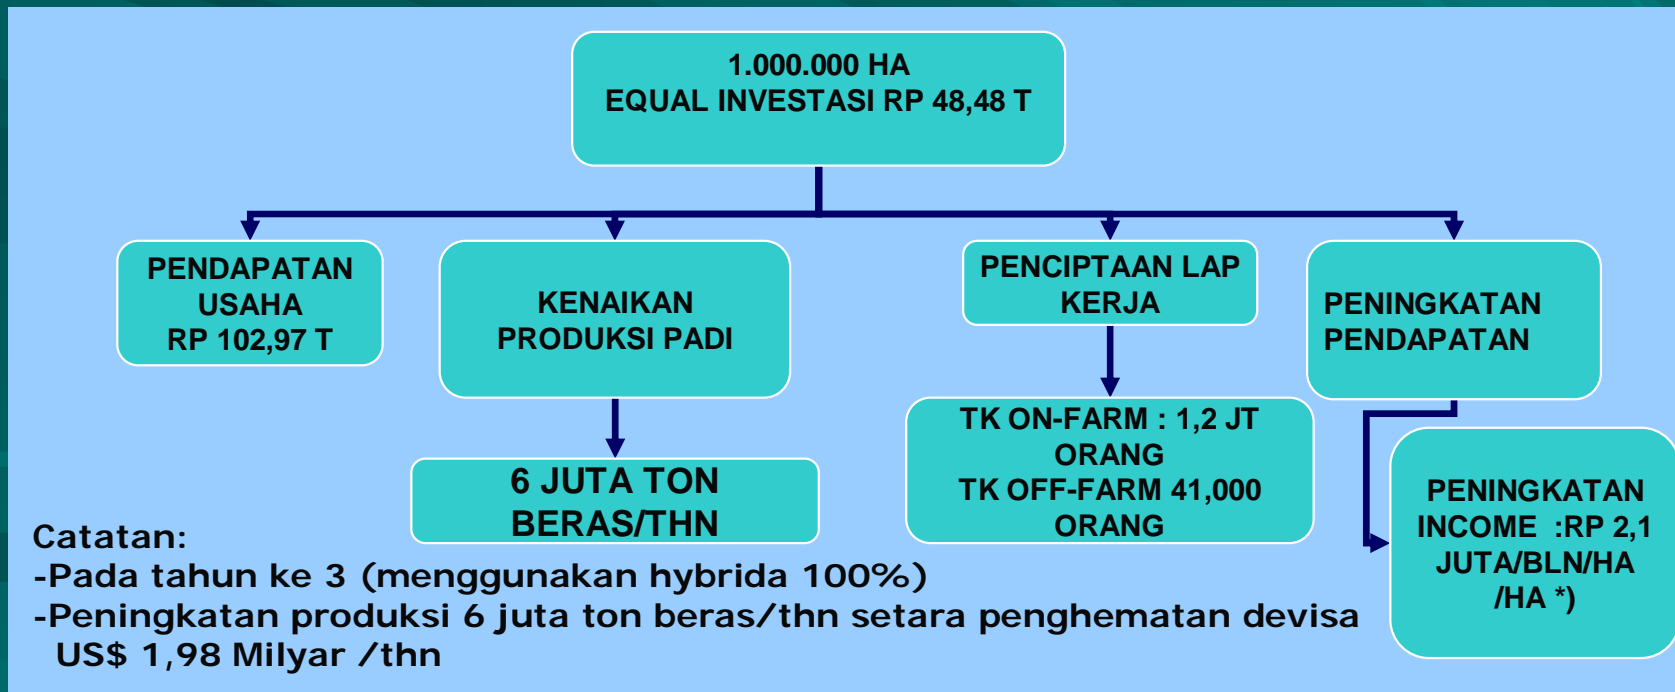 1.000.000 HA
EQUAL INVESTASI RP 48,48 T
PENDAPATAN
USAHA
RP 102,97 T
KENAIKAN
PRODUKSI PADI
PENCIPTAAN LAP
KERJA
PENINGKATAN
PENDAPATAN
6 JUTA TON
BERAS/THN
TK ON-FARM : 1,2 JT
ORANG
TK OFF-FARM 41,000
ORANG
PENINGKATAN
INCOME :RP 2,1
JUTA/BLN/HA
/HA *)
Catatan:
-Pada tahun ke 3 (menggunakan hybrida 100%)
-Peningkatan produksi 6 juta ton beras/thn setara penghematan devisa
US$ 1,98 Milyar /thn